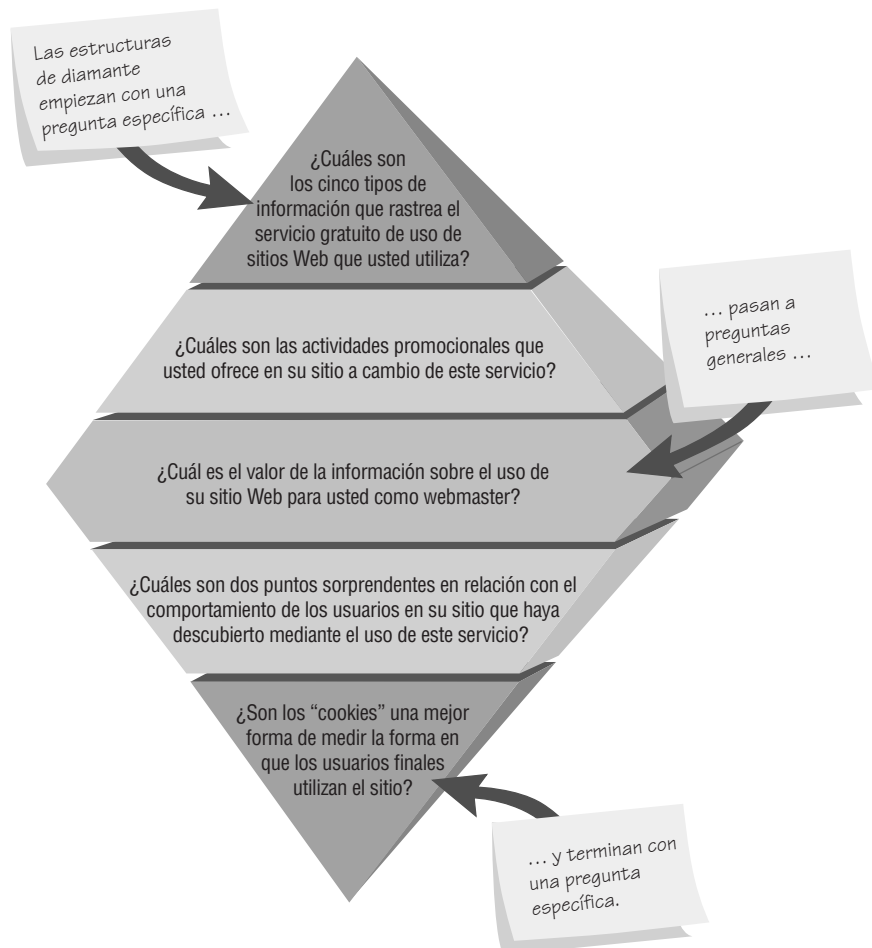 Las estructuras
de diamante
empiezan con una
pregunta específica ...
¿Cuáles son
los cinco tipos de
información que rastrea el
servicio gratuito de uso de
sitios Web que usted utiliza?
... pasan a
preguntas
generales ...
¿Cuáles son las actividades promocionales que
usted ofrece en su sitio a cambio de este servicio?
¿Cuál es el valor de la información sobre el uso de
su sitio Web para usted como webmaster?
¿Cuáles son dos puntos sorprendentes en relación con el
comportamiento de los usuarios en su sitio que haya
descubierto mediante el uso de este servicio?
¿Son los “cookies” una mejor
forma de medir la forma en
que los usuarios finales
utilizan el sitio?
... y terminan con
una pregunta
específica.